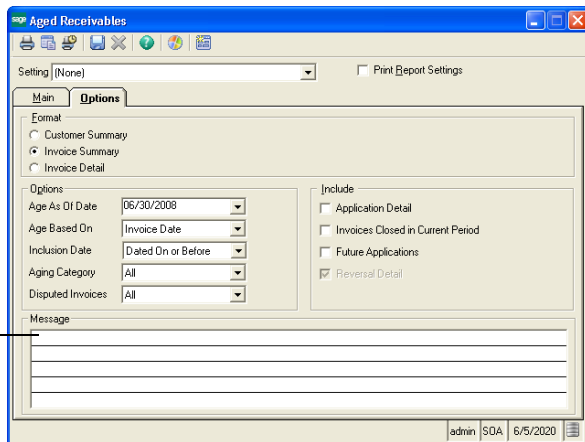 sage Aged Receivables
Setting (None)
Print Report Settings
Main Options
Format
Customer Summary
Invoice Summary
Invoice Detail
Options
Age As Of Date 06/30/2008
Age Based On Invoice Date
Inclusion Date Dated On or Before
Aging Category All
Disputed Invoices All
Include
Application Detail
Invoices Closed in Current Period
Future Applications
Reversal Detail
Message
admin SOA 6/5/2020